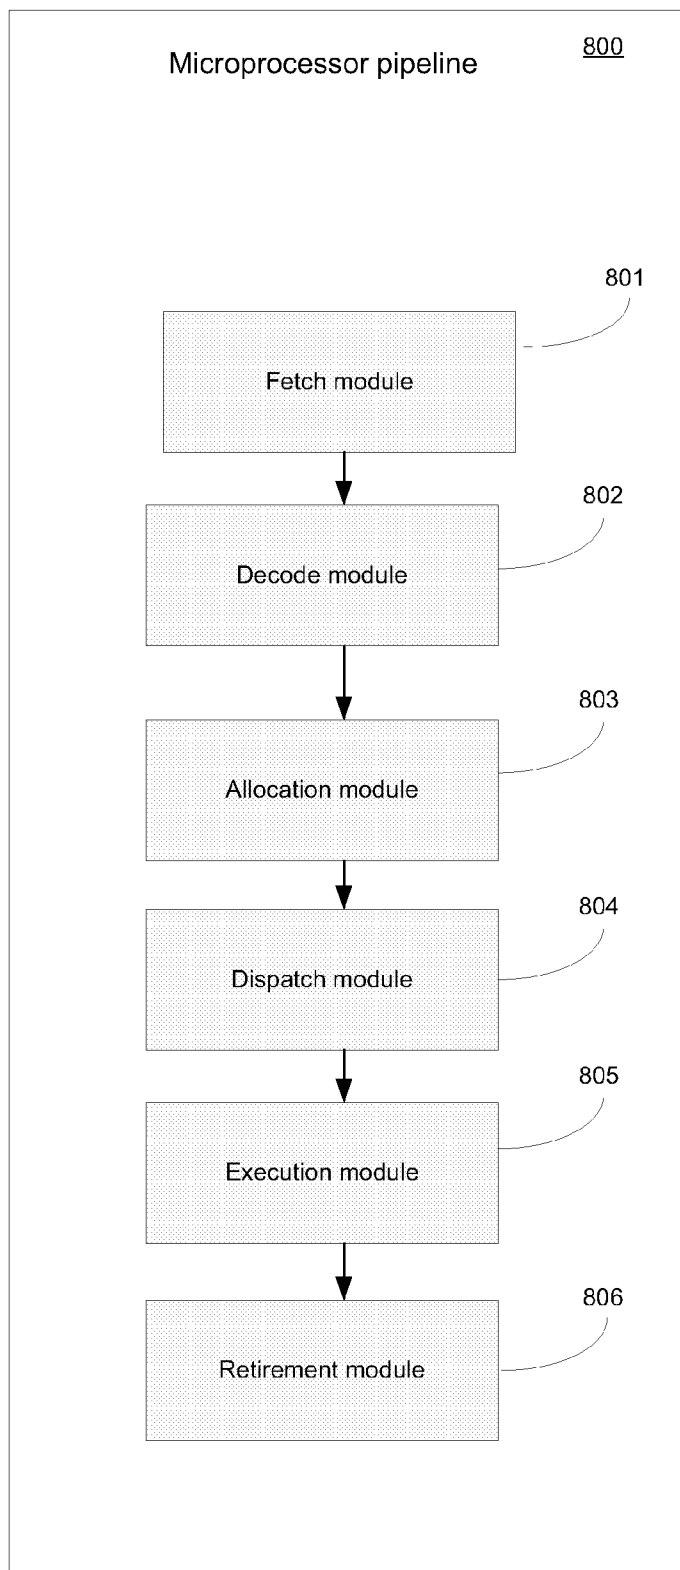 Microprocessor pipeline
800
801
Fetch module
802
Decode module
803
Allocation module
804
Dispatch module
805
Execution module
806
Retirement module